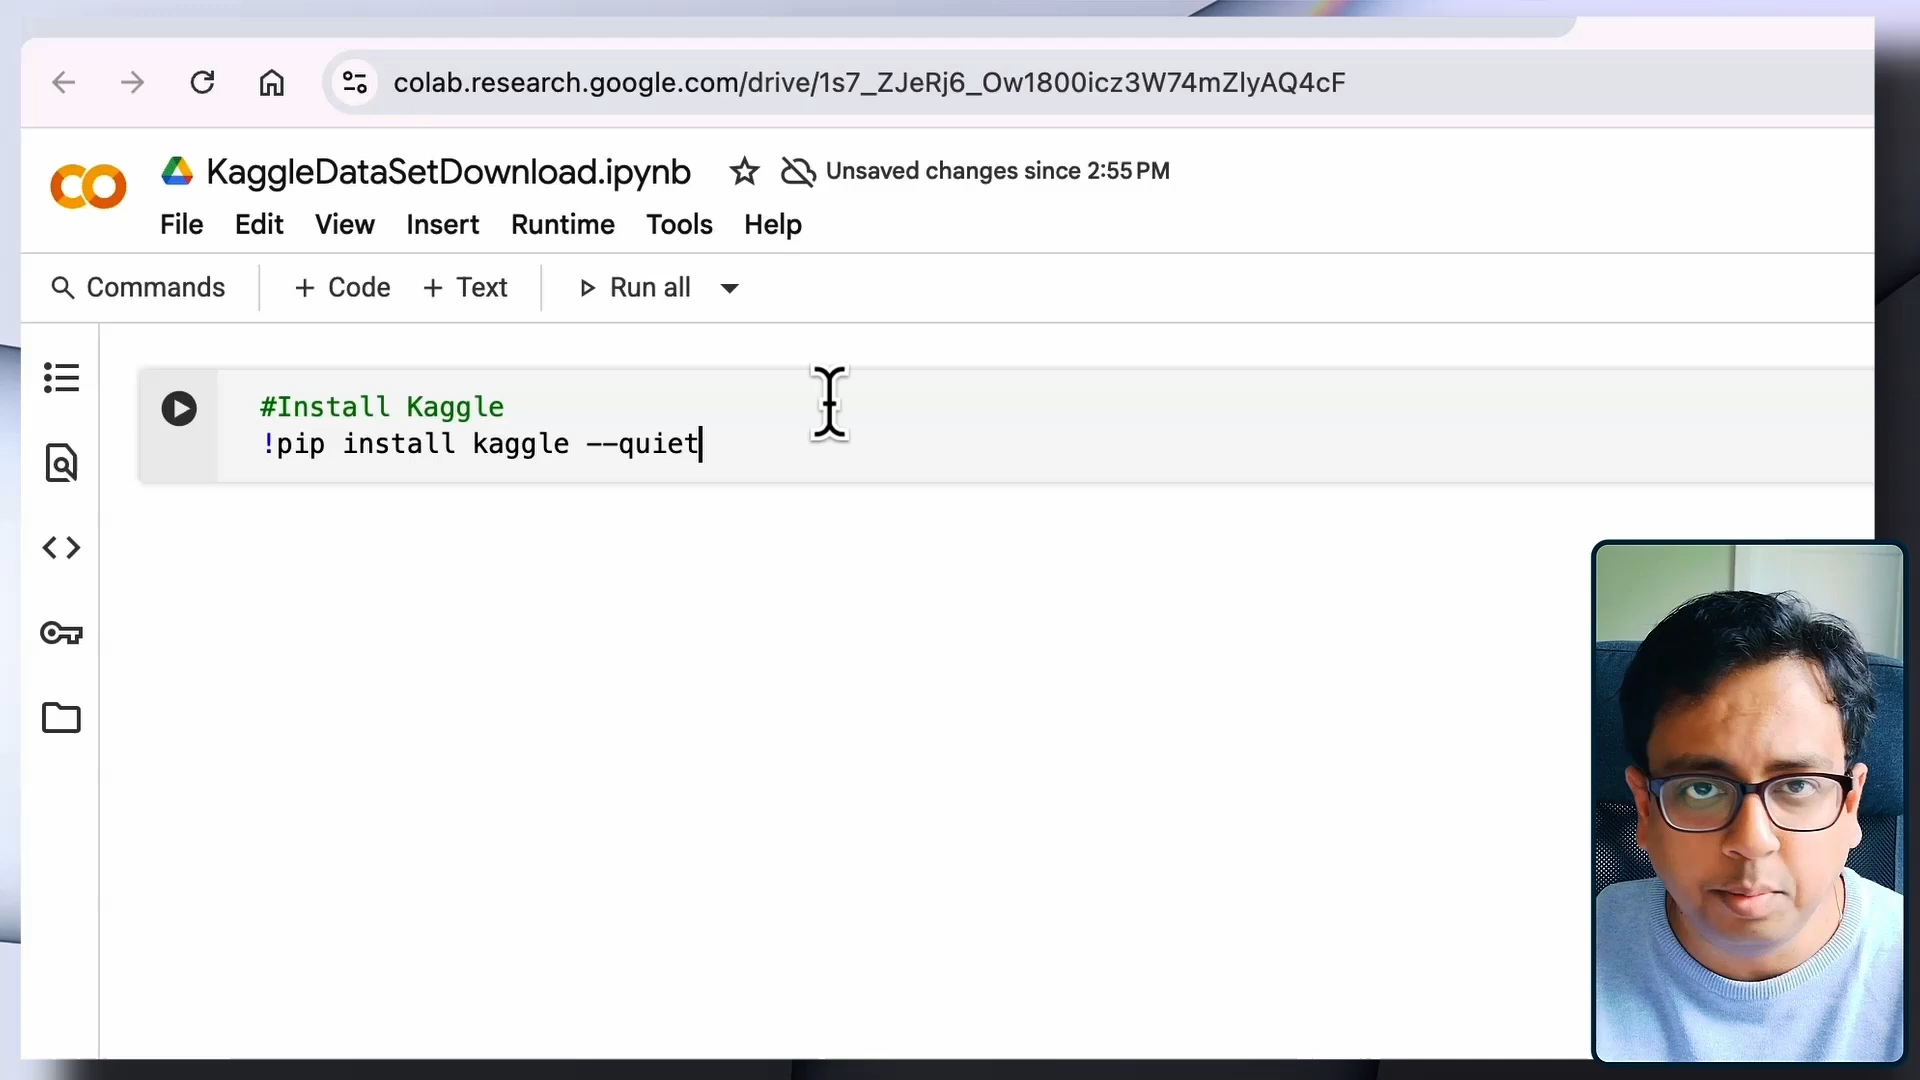 colab.research.google.com/drive/1s7_ZJeRj6_Ow1800icz3W74mZlyAQ4cF
KaggleDataSetDownload.ipynb
Unsaved changes since 2:55 PM
File Edit View Insert Runtime Tools Help
Commands + Code + Text Run all
#Install Kaggle
!pip install kaggle --quiet